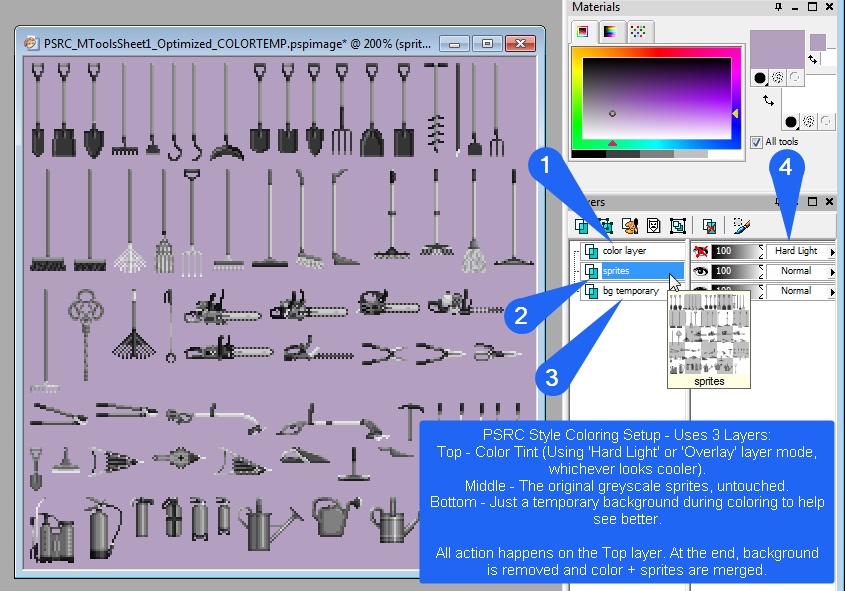 Materials
PSRC_MToolsSheet1_Optimized_COLORTEMP.pspimage* @ 200% (sprit...
All tools
1
4
color layer
100
Hard Light
sprites
100
Normal
bg temporary
100
Normal
2
3
sprites
PSRC Style Coloring Setup - Uses 3 Layers:
Top - Color Tint (Using 'Hard Light' or 'Overlay' layer mode,
whichever looks cooler).
Middle - The original greyscale sprites, untouched.
Bottom - Just a temporary background during coloring to help
see better.
All action happens on the Top layer. At the end, background
is removed and color + sprites are merged.